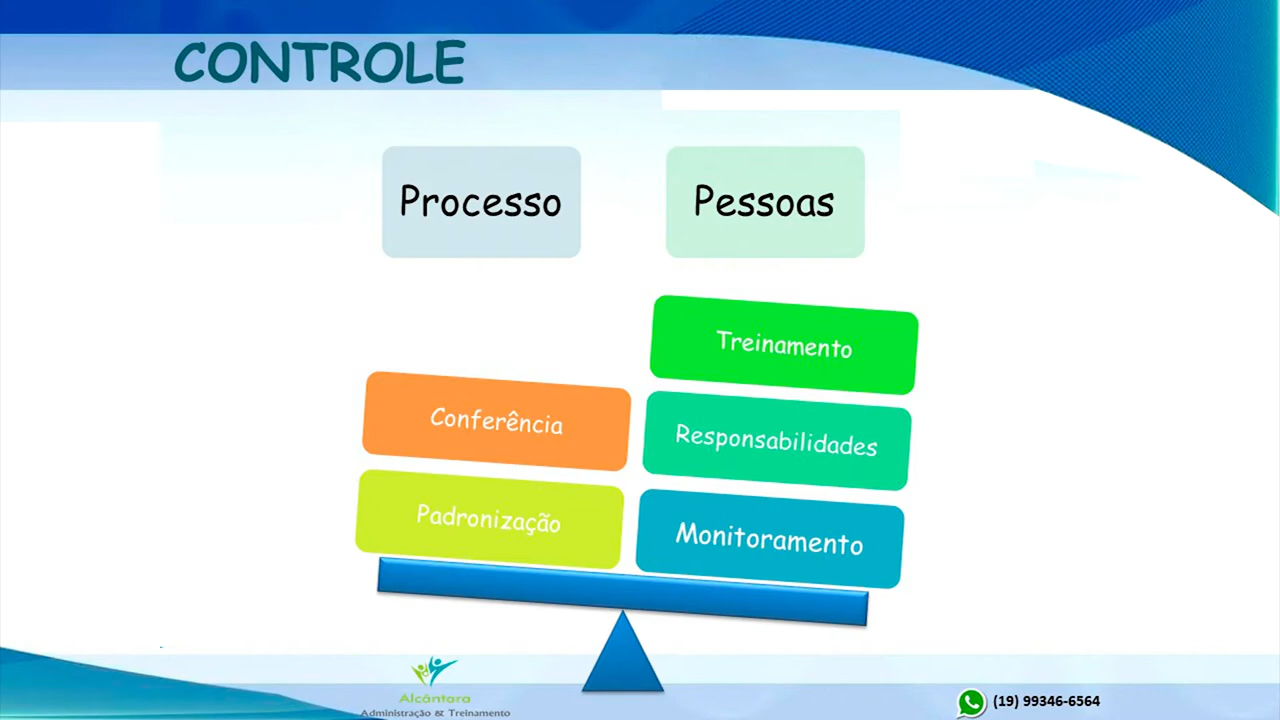 CONTROLE
Processo
Pessoas
Treinamento
Conferência
Responsabilidades
Padronização
Monitoramento
Alcântara
Administração & Treinamento
(19) 99346-6564